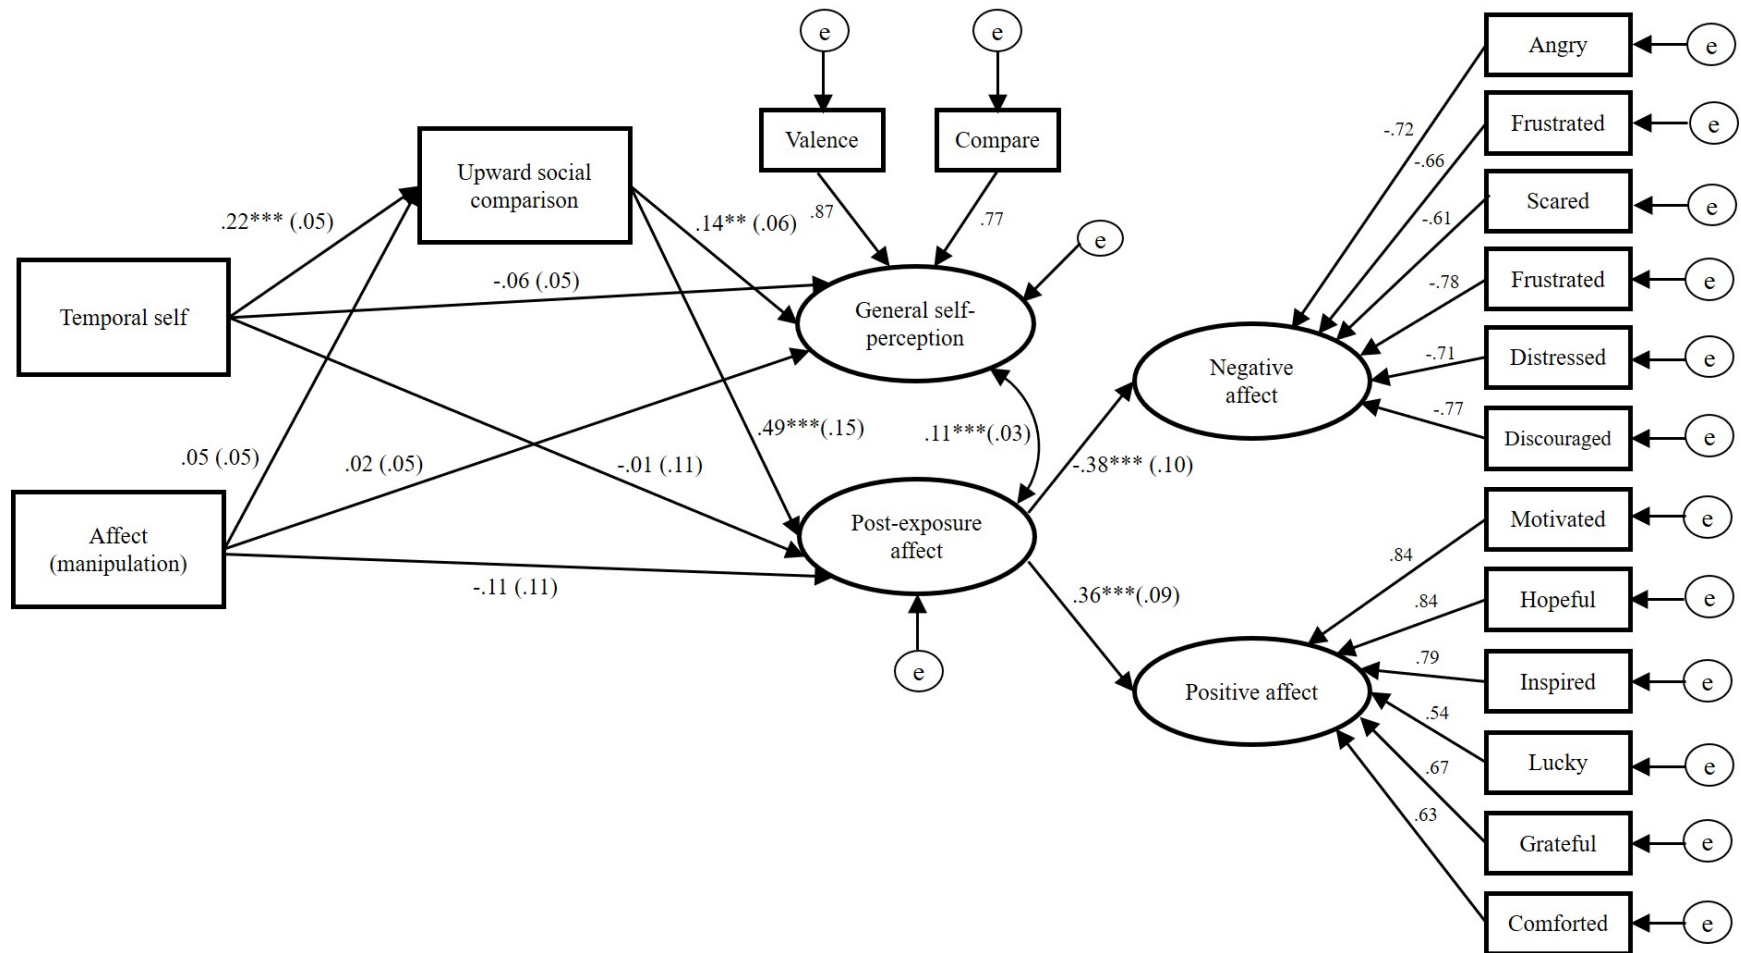 e
e
Valence
Compare
Upward social
comparison
.22*** (.05)
.14** (.06)
.87
.77
e
Temporal self
-.06 (.05)
General self-
perception
.05 (.05)
.02 (.05)
-.01 (.11)
.49***(.15)
.11***(.03)
Affect
(manipulation)
-.11 (.11)
Post-exposure
affect
e
-.38*** (.10)
.36***(.09)
Negative
affect
Positive affect
-.72
-.66
-.61
-.78
-.71
-.77
.84
.84
.79
.54
.67
.63
Angry e
Frustrated e
Scared e
Frustrated e
Distressed e
Discouraged e
Motivated e
Hopeful e
Inspired e
Lucky e
Grateful e
Comforted e